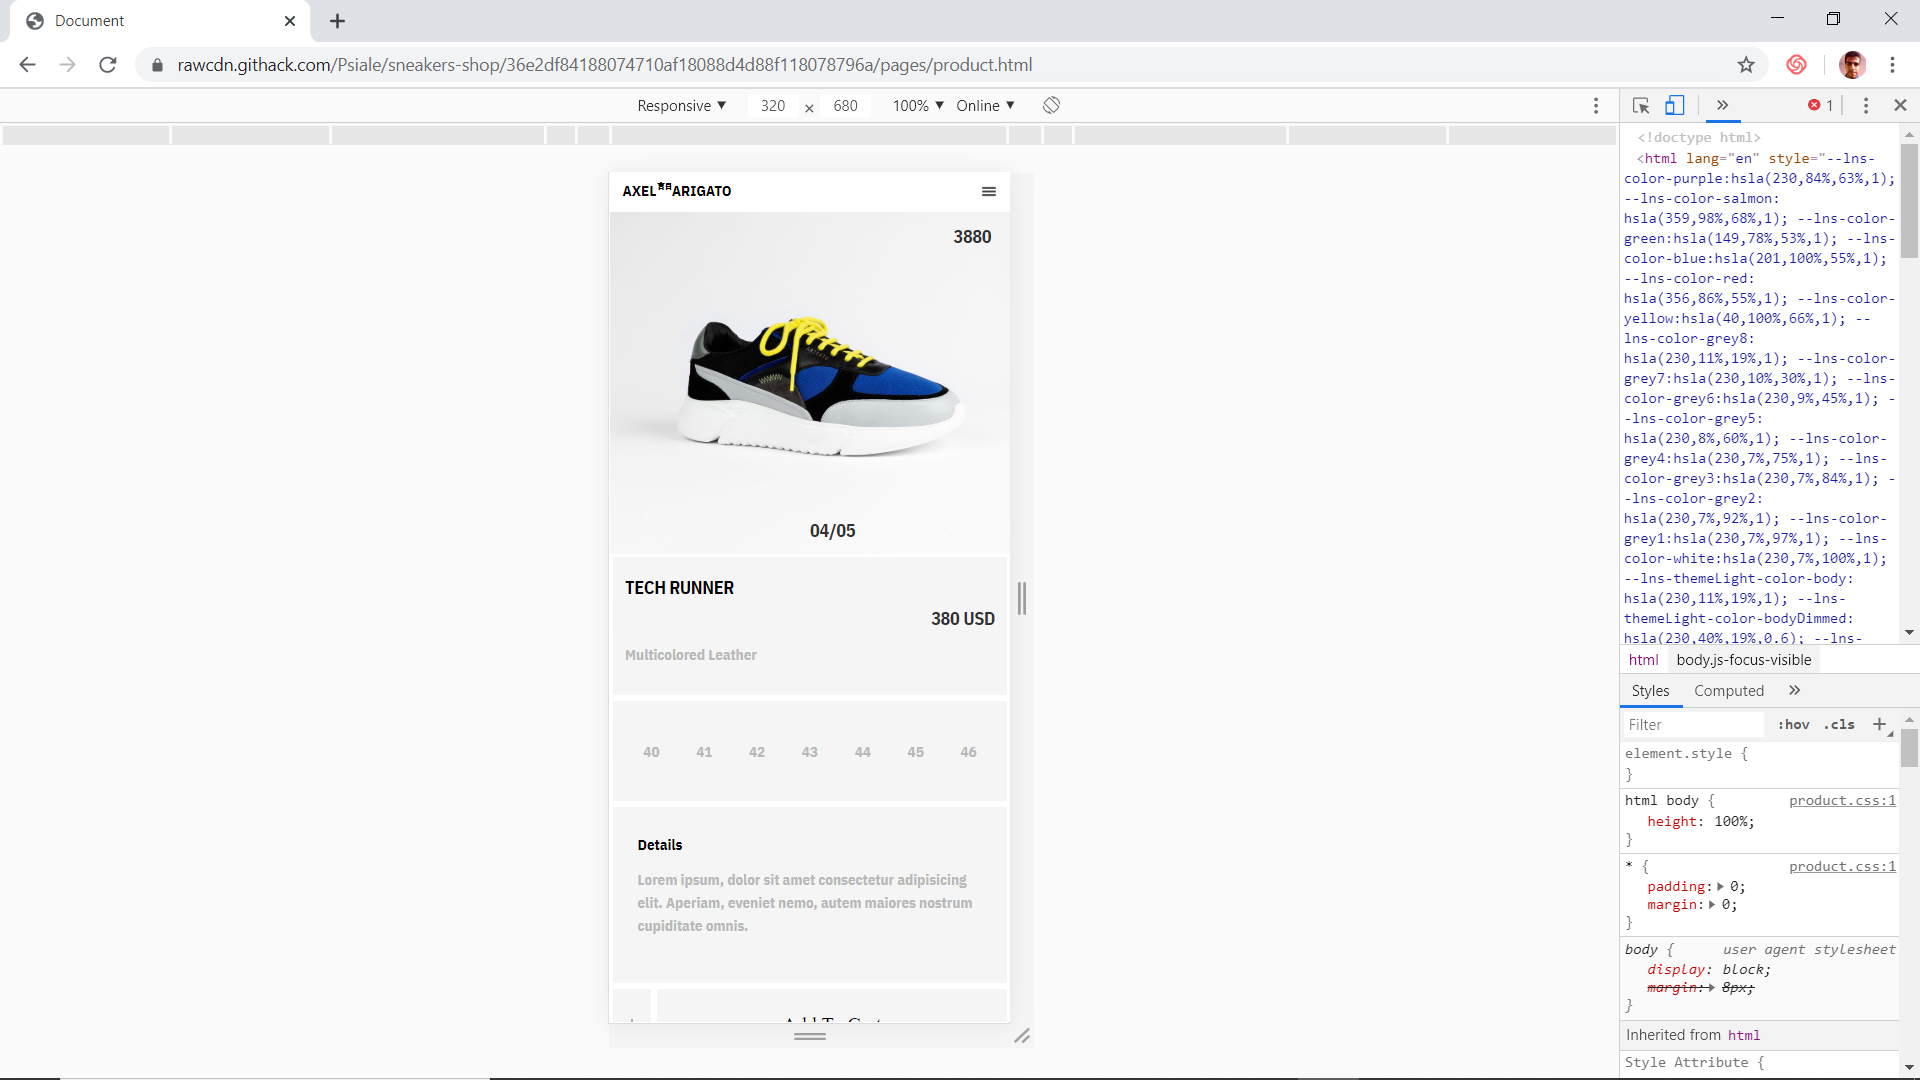 Document
rawcdn.githack.com/Psiale/sneakers-shop/36e2df84188074710af18088d4d88f118078796a/pages/product.html
Responsive ▼ 320 × 680 100% ▼ Online ▼
1
AXEL ARIGATO
3880
04/05
TECH RUNNER
380 USD
Multicolored Leather
40 41 42 43 44 45 46
Details
Lorem ipsum, dolor sit amet consectetur adipisicing
elit. Aperiam, eveniet nemo, autem maiores nostrum
cupiditate omnis.
Add To Cart
<!doctype html>
<html lang="en" style="--lns-
color-purple:hsla(230,84%,63%,1);
--lns-color-salmon:
hsla(359,98%,68%,1); --lns-color-
green:hsla(149,78%,53%,1); --lns-
color-blue:hsla(201,100%,55%,1);
--lns-color-red:
hsla(356,86%,55%,1); --lns-color-
yellow:hsla(40,100%,66%,1); --
lns-color-grey8:
hsla(230,11%,19%,1); --lns-color-
grey7:hsla(230,10%,30%,1); --lns-
color-grey6:hsla(230,9%,45%,1); -
-lns-color-grey5:
hsla(230,8%,60%,1); --lns-color-
grey4:hsla(230,7%,75%,1); --lns-
color-grey3:hsla(230,7%,84%,1); -
-lns-color-grey2:
hsla(230,7%,92%,1); --lns-color-
grey1:hsla(230,7%,97%,1); --lns-
color-white:hsla(230,7%,100%,1);
--lns-themeLight-color-body:
hsla(230,11%,19%,1); --lns-
themeLight-color-bodyDimmed:
hsla(230,40%,19%,0.6); --lns-
html body.js-focus-visible
Styles Computed
Filter :hov .cls +
element.style {
}
html body { product.css:1
height: 100%;
}
* { product.css:1
padding: 0;
margin: 0;
}
body { user agent stylesheet
display: block;
margin: 8px;
}
Inherited from html
Style Attribute {